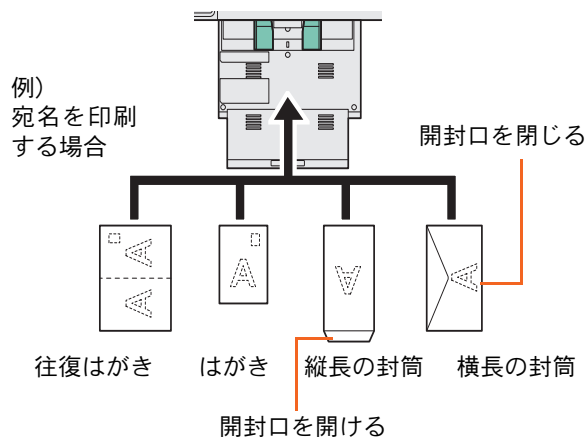 例）
宛名を印刷
する場合
開封口を閉じる
A
A
A
A
A
往復はがき
はがき
縦長の封筒
横長の封筒
開封口を開ける